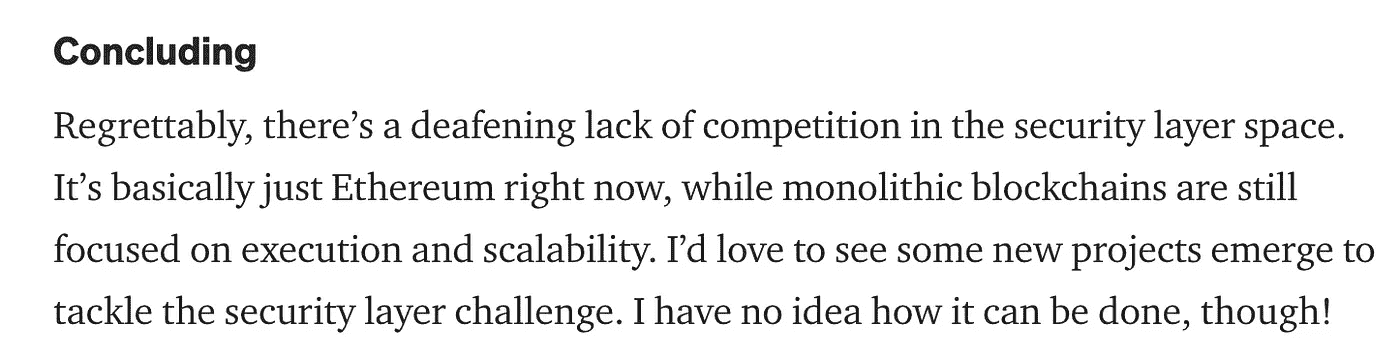 Concluding
Regrettably, there’s a deafening lack of competition in the security layer space.
It’s basically just Ethereum right now, while monolithic blockchains are still
focused on execution and scalability. I’d love to see some new projects emerge to
tackle the security layer challenge. I have no idea how it can be done, though!